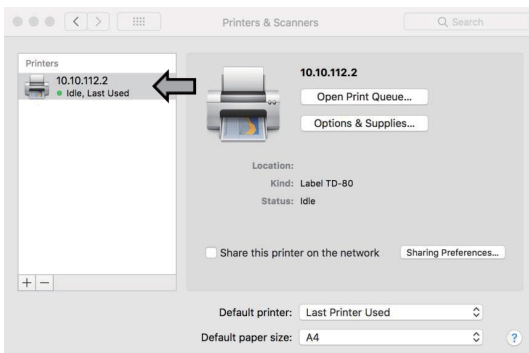 Printers & Scanners
Search
Printers
10.10.112.2
Idle, Last Used
10.10.112.2
Open Print Queue...
Options & Supplies...
Location:
Kind: Label TD-80
Status: Idle
Share this printer on the network
Sharing Preferences...
+ −
Default printer: Last Printer Used
Default paper size: A4
?